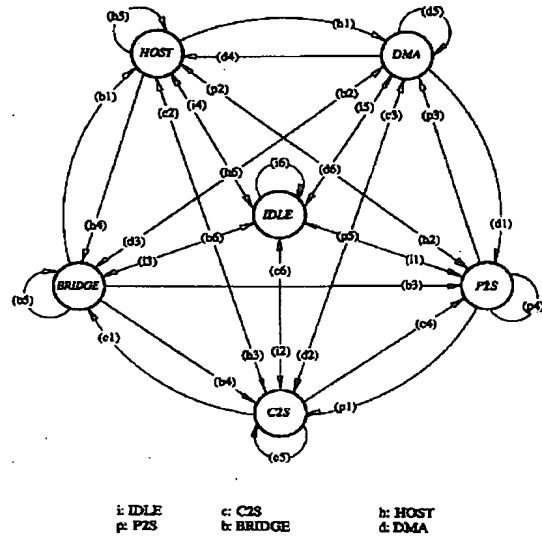 (h5)
(h1)
(d5)
HOST
(d4)
DMA
(b1)
(c2)
(i4)
(p2)
(b2)
(i5)
(c3)
(p3)
(h6)
(i6)
(d6)
(h4)
(d3)
(i3)
(b6)
IDLE
(p5)
(i1)
(h2)
(d1)
(c6)
BRIDGE
(b3)
P2S
(b5)
(p4)
(c1)
(b4)
(h3)
(i2)
(d2)
(c4)
(p1)
C2S
(c5)
i: IDLE c: C2S h: HOST
p: P2S b: BRIDGE d: DMA